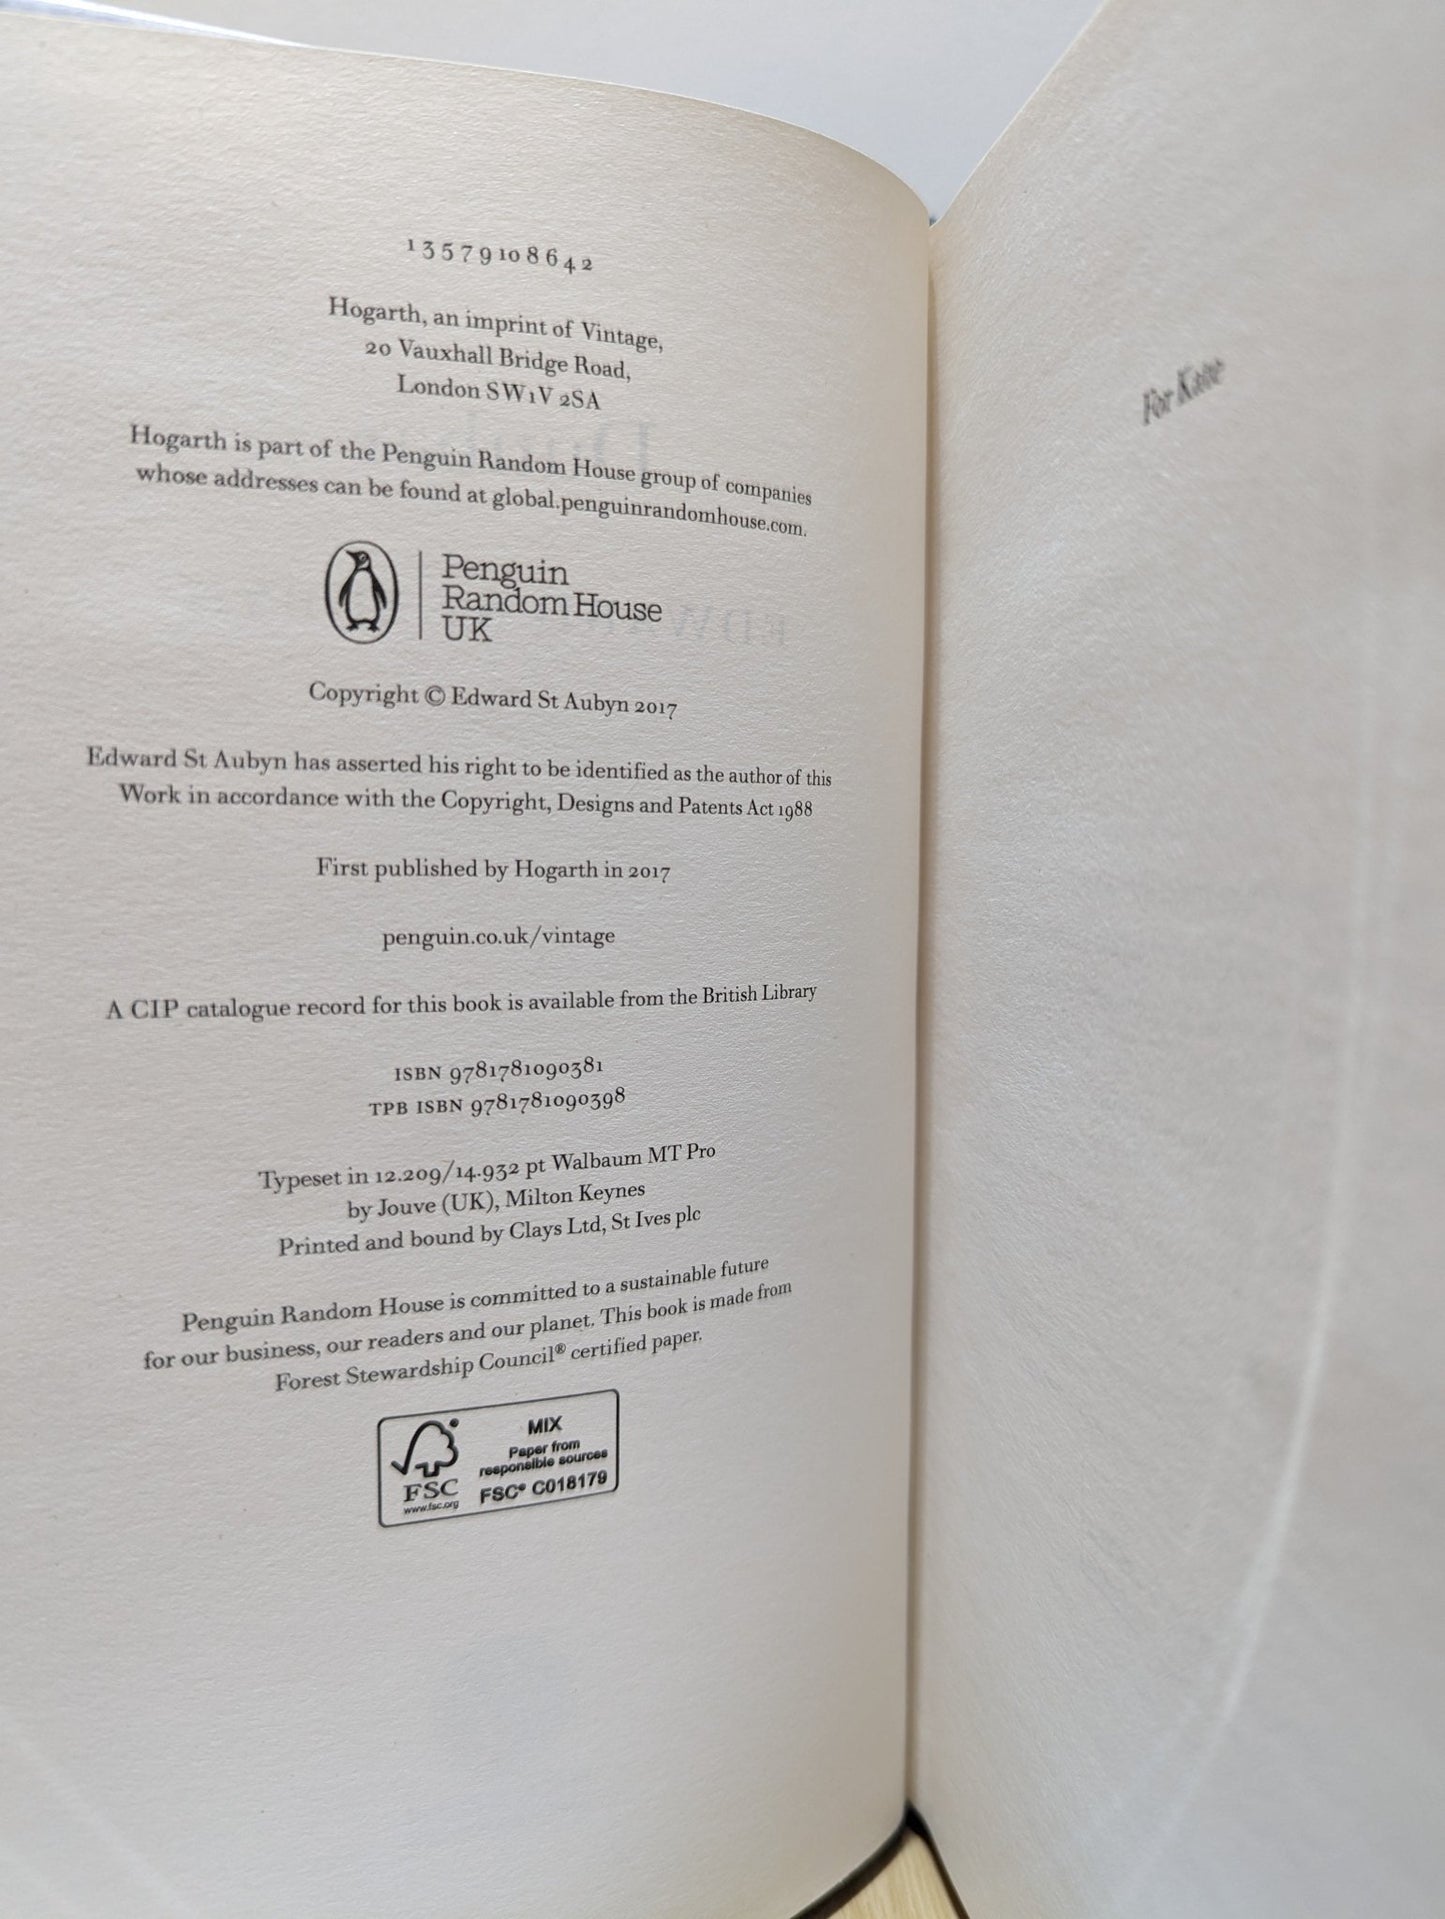 1 3 5 7 9 10 8 6 4 2
Hogarth, an imprint of Vintage,
20 Vauxhall Bridge Road,
London SW1V 2SA
Hogarth is part of the Penguin Random House group of companies
whose addresses can be found at global.penguinrandomhouse.com.
Penguin
Random House
UK
Copyright © Edward St Aubyn 2017
Edward St Aubyn has asserted his right to be identified as the author of this
Work in accordance with the Copyright, Designs and Patents Act 1988
First published by Hogarth in 2017
penguin.co.uk/vintage
A CIP catalogue record for this book is available from the British Library
ISBN 9781781090381
TPB ISBN 9781781090398
Typeset in 12.209/14.932 pt Walbaum MT Pro
by Jouve (UK), Milton Keynes
Printed and bound by Clays Ltd, St Ives plc
Penguin Random House is committed to a sustainable future
for our business, our readers and our planet. This book is made from
Forest Stewardship Council® certified paper.
FSC
www.fsc.org
MIX
Paper from
responsible sources
FSC® C018179
For